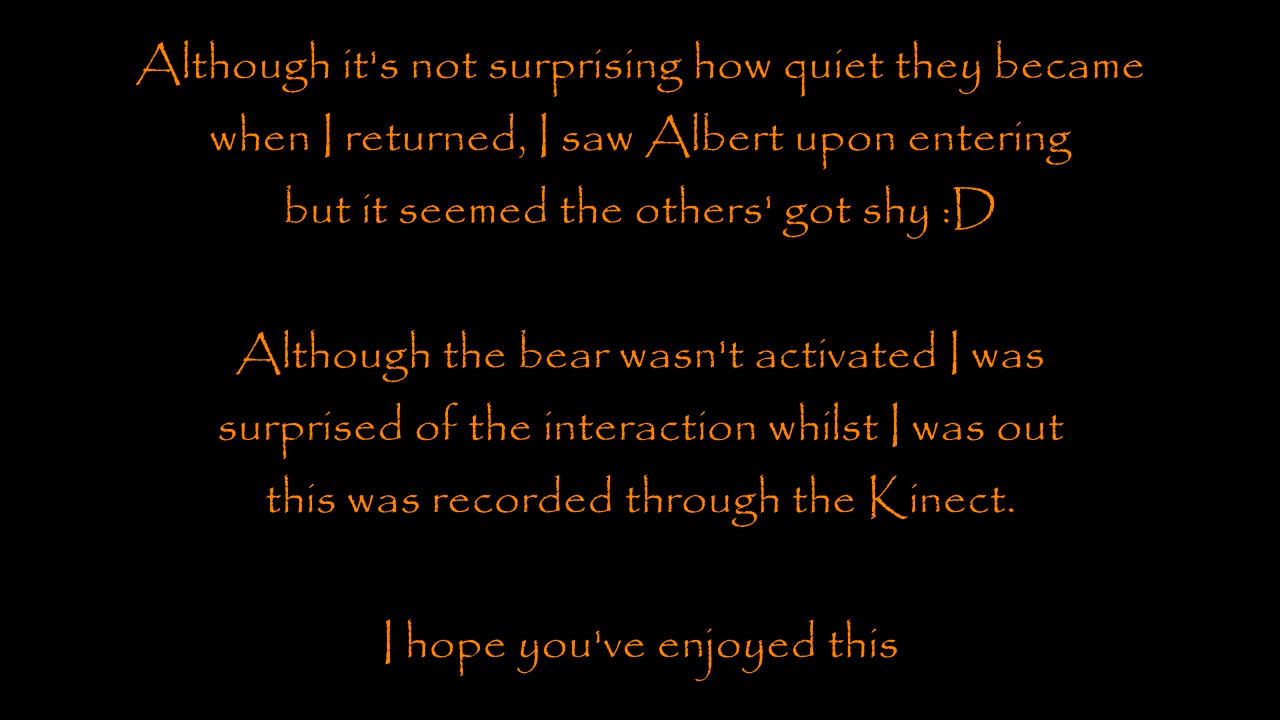 Although it's not surprising how quiet they became
when I returned, I saw Albert upon entering
but it seemed the others' got shy :D
Although the bear wasn't activated I was
surprised of the interaction whilst I was out
this was recorded through the Kinect.
I hope you've enjoyed this